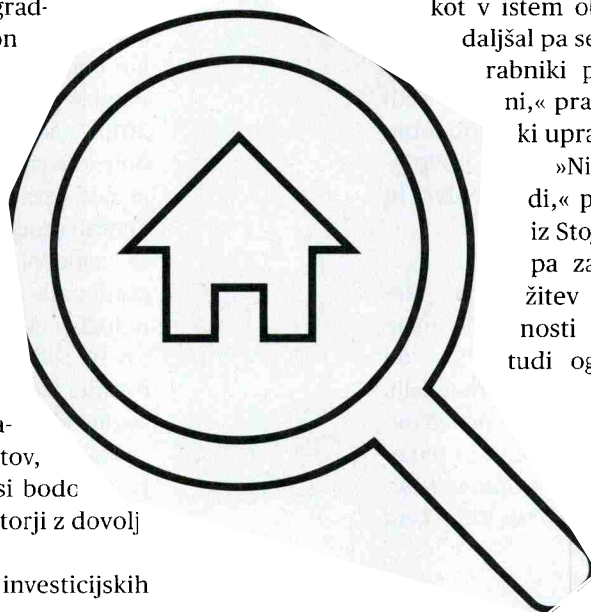 grad-
on
a-
tov,
si bodo
torji z dovolj
investicijskih
kot v istem
daljšal pa se
rabniki p
ni,« pra
ki upra
»Ni
di,« p
iz Stoj
pa za
žitev
nosti
tudi og